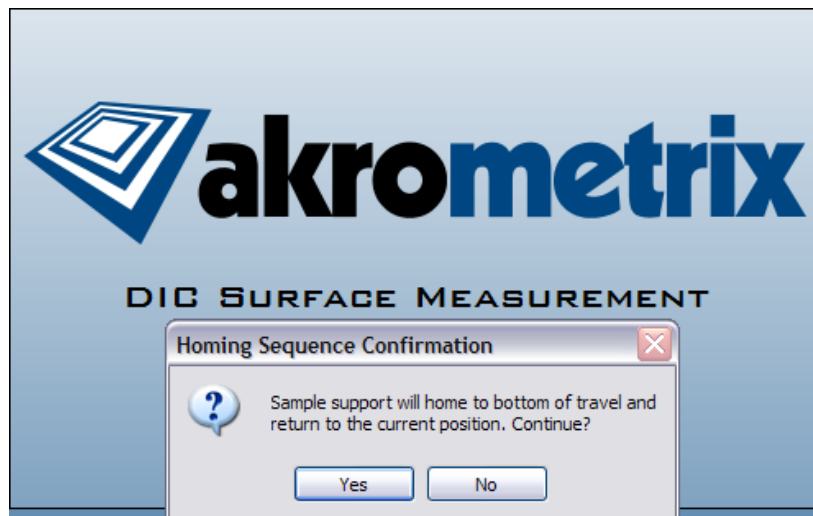 akrometrix
DIC SURFACE MEASUREMENT
Homing Sequence Confirmation
?
Sample support will home to bottom of travel and
return to the current position. Continue?
Yes
No